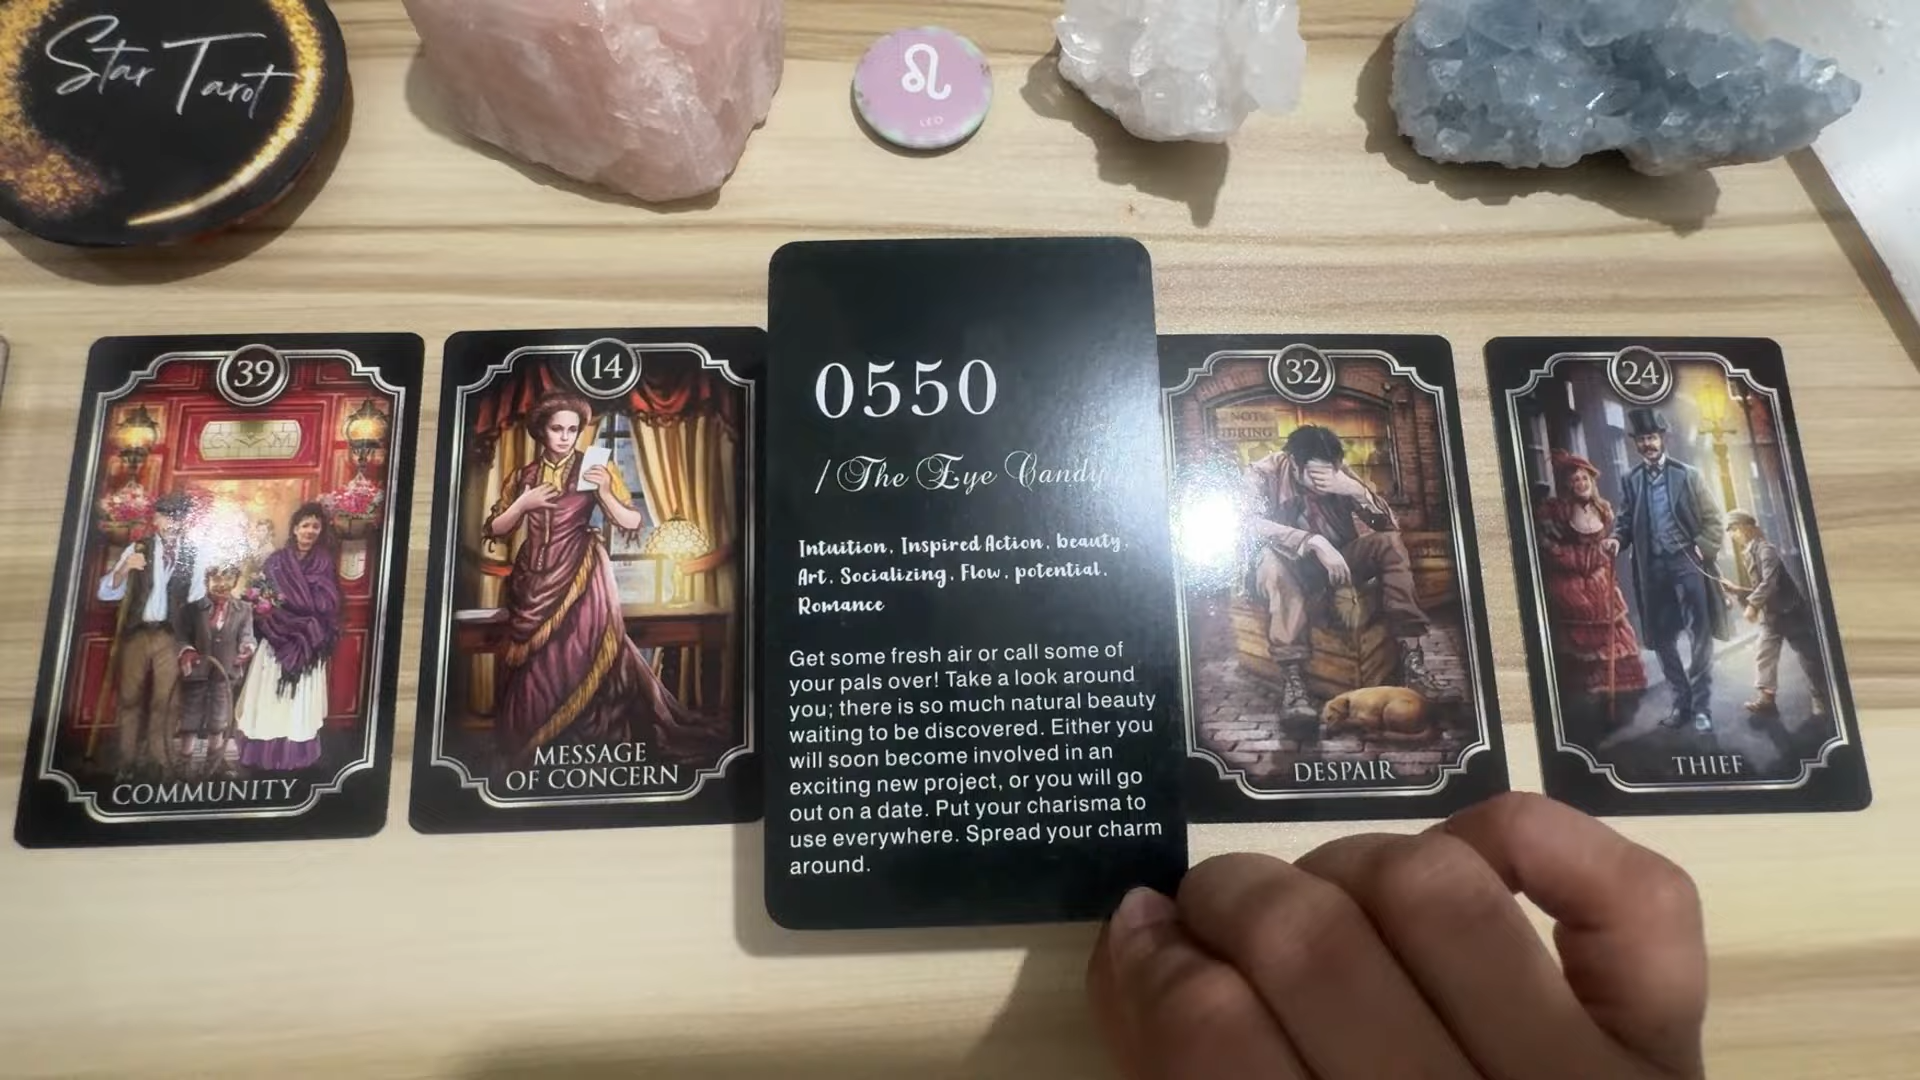 Star Tarot
LEO
39
COMMUNITY
14
MESSAGE
OF CONCERN
0550
/The Eye Candy
Intuition, Inspired Action, beauty,
Art, Socializing, Flow, potential,
Romance
Get some fresh air or call some of
your pals over! Take a look around
you; there is so much natural beauty
waiting to be discovered. Either you
will soon become involved in an
exciting new project, or you will go
out on a date. Put your charisma to
use everywhere. Spread your charm
around.
32
NOT
HIRING
DESPAIR
24
THIEF